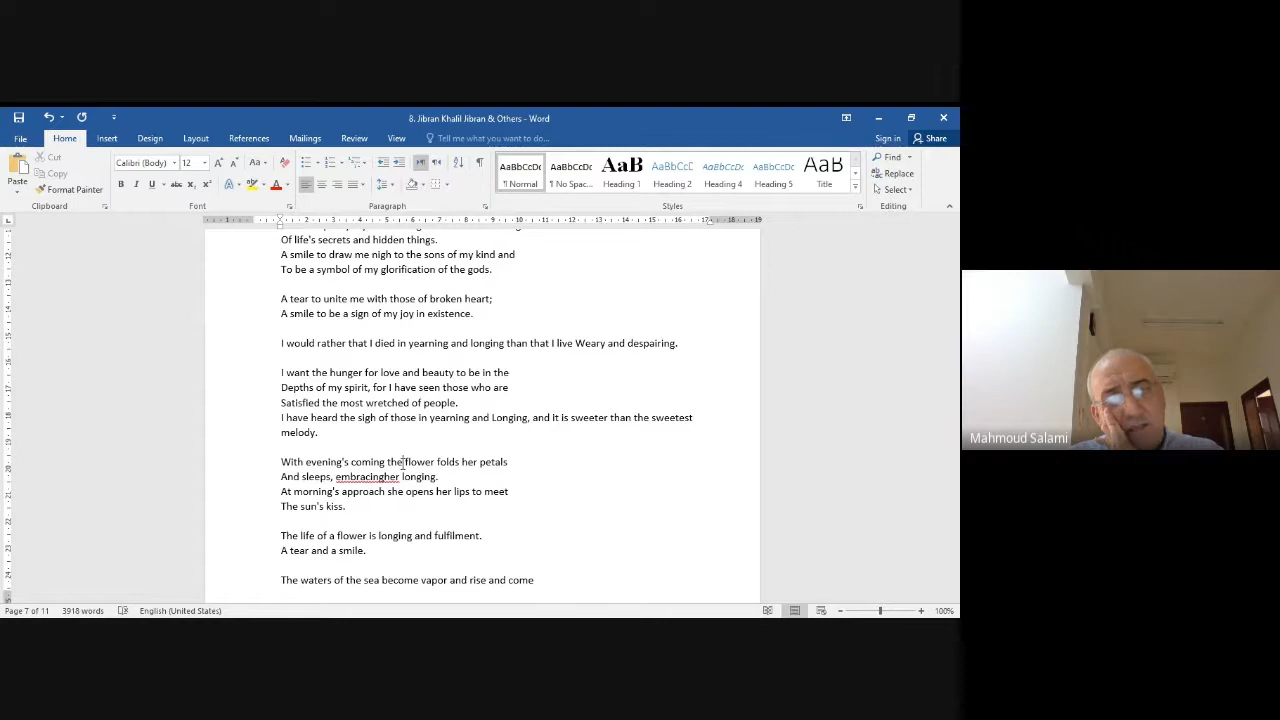 8. Jibran Khalil Jibran & Others - Word
File Home Insert Design Layout References Mailings Review View Tell me what you want to do... Sign in Share
Paste Cut Copy Format Painter
Calibri (Body) 12
AaBbCcDc AaBbCcDc AaB AaBbCcD AaBbCcD AaBbCcDc AaB
¶ Normal ¶ No Spac... Heading 1 Heading 2 Heading 4 Heading 5 Title
Find Replace Select
Clipboard Font Paragraph Styles Editing
Of life's secrets and hidden things.
A smile to draw me nigh to the sons of my kind and
To be a symbol of my glorification of the gods.
A tear to unite me with those of broken heart;
A smile to be a sign of my joy in existence.
I would rather that I died in yearning and longing than that I live Weary and despairing.
I want the hunger for love and beauty to be in the
Depths of my spirit, for I have seen those who are
Satisfied the most wretched of people.
I have heard the sigh of those in yearning and Longing, and it is sweeter than the sweetest
melody.
With evening's coming the flower folds her petals
And sleeps, embracingher longing.
At morning's approach she opens her lips to meet
The sun's kiss.
The life of a flower is longing and fulfilment.
A tear and a smile.
The waters of the sea become vapor and rise and come
Page 7 of 11 3918 words English (United States) 100%
Mahmoud Salami